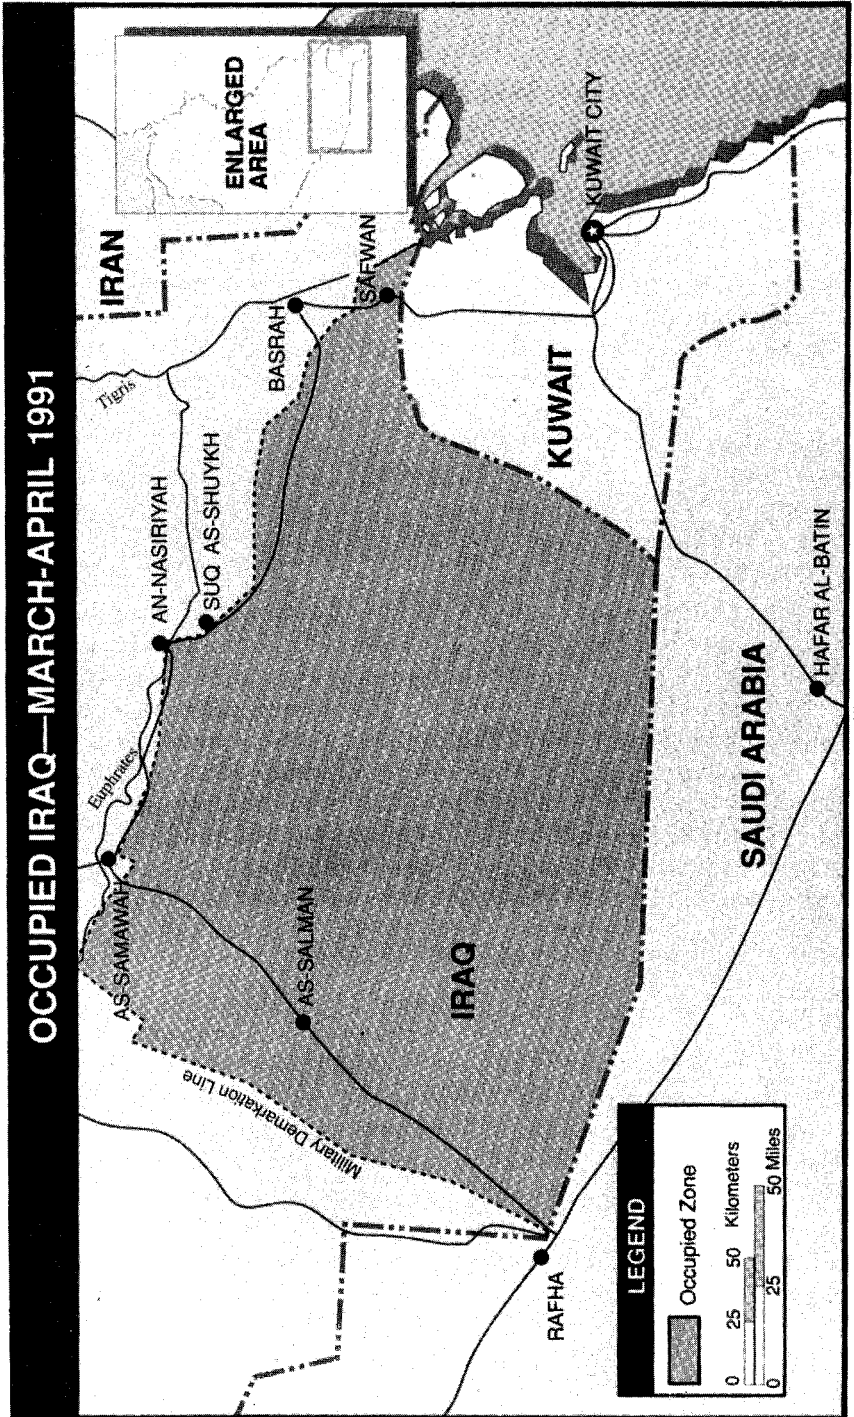 OCCUPIED IRAQ—MARCH-APRIL 1991
IRAN
ENLARGED
AREA
Tigris
Euphrates
AN-NASIRIYAH
SUQ AS-SHUYKH
BASRAH
SAFWAN
AS-SAMAWAH
AS-SALMAN
Military Demarkation Line
IRAQ
KUWAIT
KUWAIT CITY
SAUDI ARABIA
HAFAR AL-BATIN
RAFHA
LEGEND
Occupied Zone
0 25 50 Kilometers
0 25 50 Miles